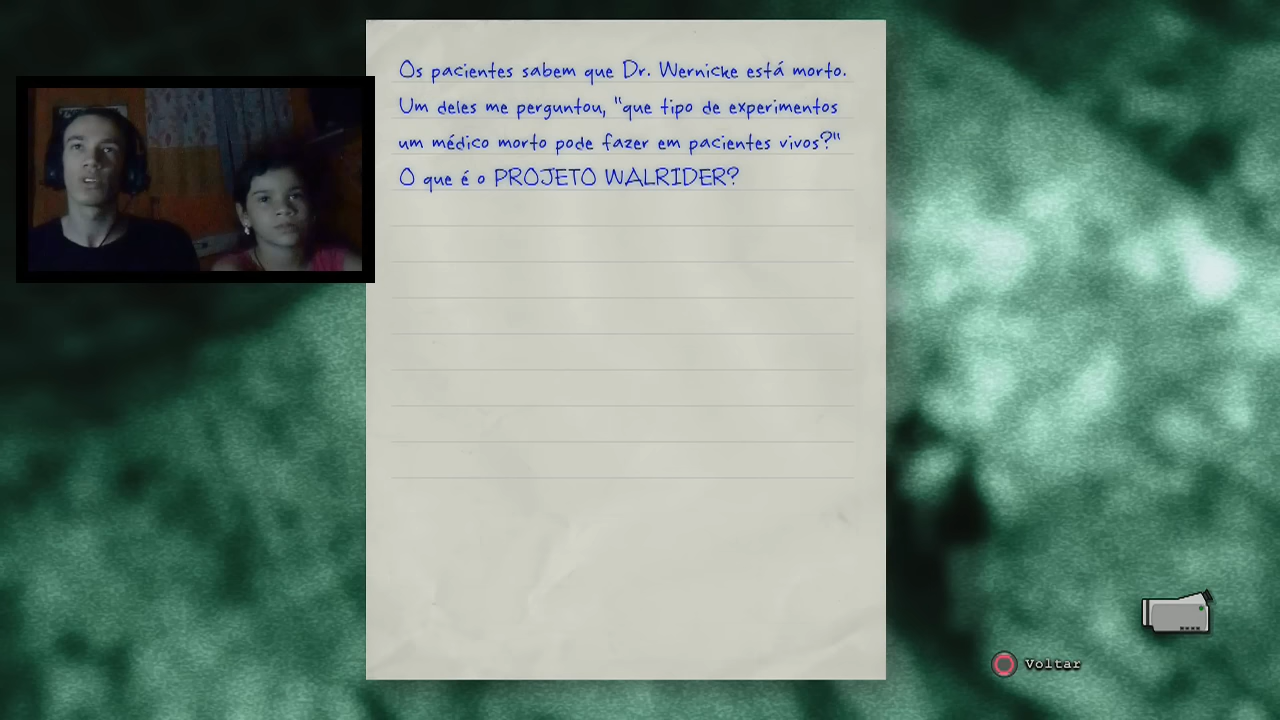 Os pacientes sabem que Dr. Wernicke está morto.
Um deles me perguntou, "que tipo de experimentos
um médico morto pode fazer em pacientes vivos?"
O que é o PROJETO WALRIDER?
Voltar